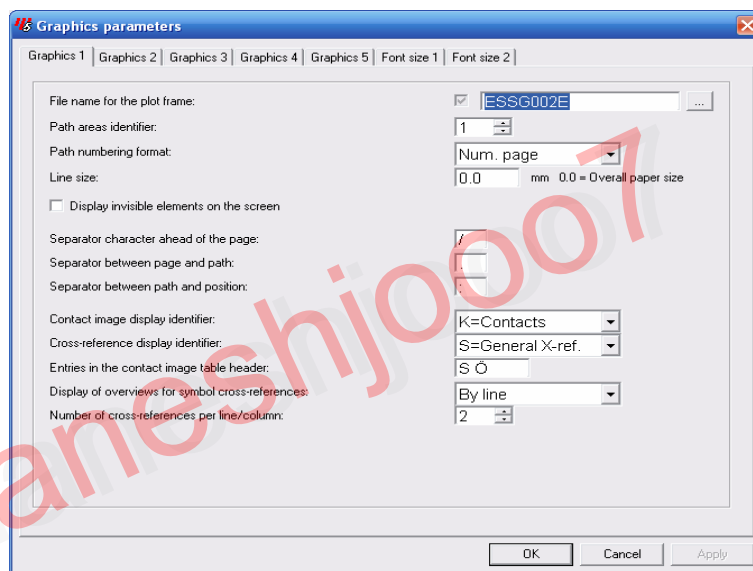 Graphics parameters
Graphics 1 Graphics 2 Graphics 3 Graphics 4 Graphics 5 Font size 1 Font size 2
File name for the plot frame: ESSG002E ...
Path areas identifier: 1
Path numbering format: Num. page
Line size: 0.0 mm 0.0 = Overall paper size
Display invisible elements on the screen
Separator character ahead of the page: /
Separator between page and path: .
Separator between path and position: :
Contact image display identifier: K=Contacts
Cross-reference display identifier: S=General X-ref.
Entries in the contact image table header: S Ö
Display of overviews for symbol cross-references: By line
Number of cross-references per line/column: 2
OK Cancel Apply
aneshjooo7